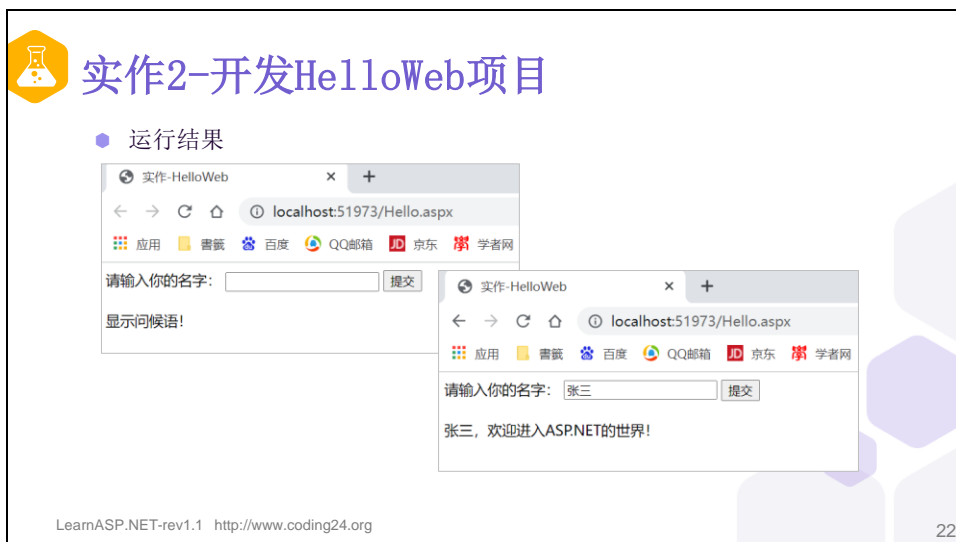 实作2-开发HelloWeb项目
运行结果
实作-HelloWeb
localhost:51973/Hello.aspx
应用 書籤 百度 QQ邮箱 JD 京东 学者网
请输入你的名字： 提交
显示问候语！
实作-HelloWeb
localhost:51973/Hello.aspx
应用 書籤 百度 QQ邮箱 JD 京东 学者网
请输入你的名字： 张三 提交
张三，欢迎进入ASP.NET的世界！
LearnASP.NET-rev1.1 http://www.coding24.org
22